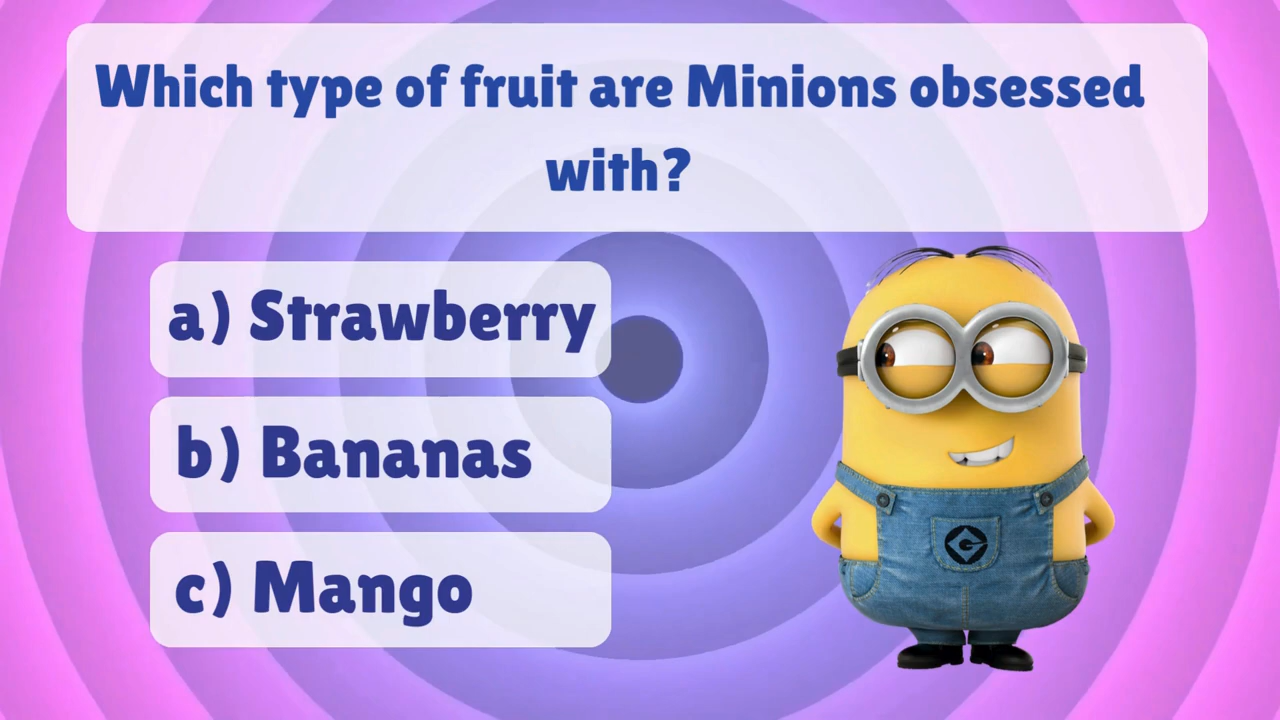 Which type of fruit are Minions obsessed
with?
a) Strawberry
b) Bananas
c) Mango